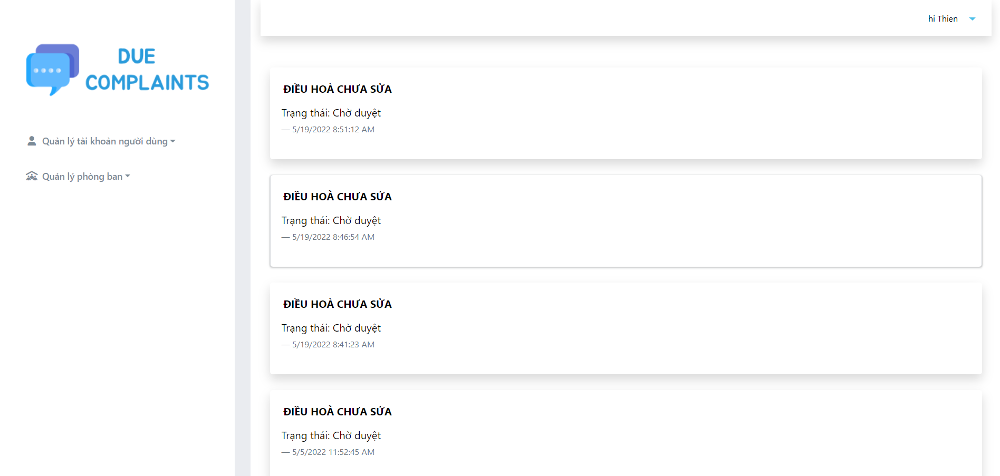 DUE
COMPLAINTS
Quản lý tài khoản người dùng
Quản lý phòng ban
hi Thien
ĐIỀU HOÀ CHƯA SỬA
Trạng thái: Chờ duyệt
— 5/19/2022 8:51:12 AM
ĐIỀU HOÀ CHƯA SỬA
Trạng thái: Chờ duyệt
— 5/19/2022 8:46:54 AM
ĐIỀU HOÀ CHƯA SỬA
Trạng thái: Chờ duyệt
— 5/19/2022 8:41:23 AM
ĐIỀU HOÀ CHƯA SỬA
Trạng thái: Chờ duyệt
— 5/5/2022 11:52:45 AM